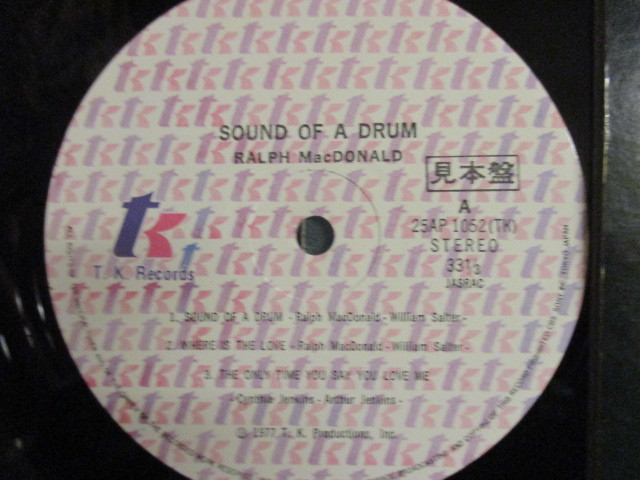 SOUND OF A DRUM
RALPH MacDONALD
見本盤
A
25AP 1052(TK)
STEREO
33⅓
JASRAC
tk
T. K. Records
1. SOUND OF A DRUM - Ralph MacDonald - William Salter -
2. WHERE IS THE LOVE - Ralph MacDonald - William Salter -
3. THE ONLY TIME YOU SAY YOU LOVE ME
- Cynthia Jenkins - Arthur Jenkins -
Ⓟ 1977 T. K. Productions, Inc.